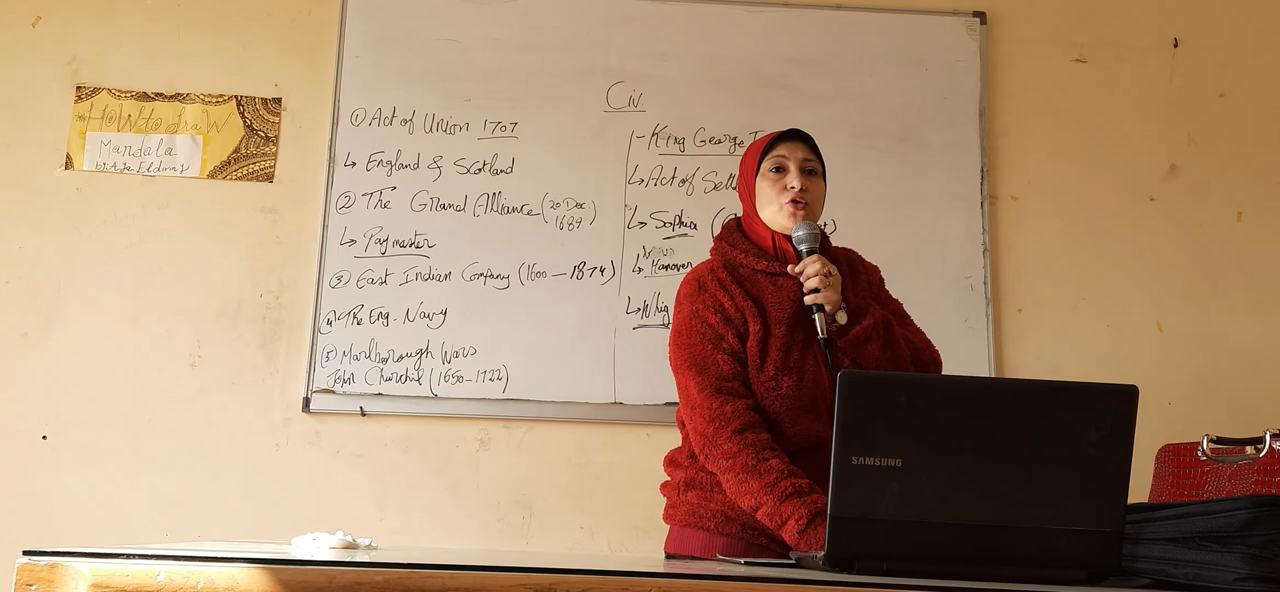 *HOW to draW
Mandala
Civ.
① Act of Union 1707
↳ England & Scotland
② The Grand Alliance (20 Dec. 1689)
↳ Paymaster
③ East Indian Company (1600 – 1874)
④ The Eng. Navy
⑤ Marlborough Wars
John Churchil (1650-1722)
- King George I
↳ Act of Sett
↳ Sophia (
↳ Hanover
↳ Whig
SAMSUNG